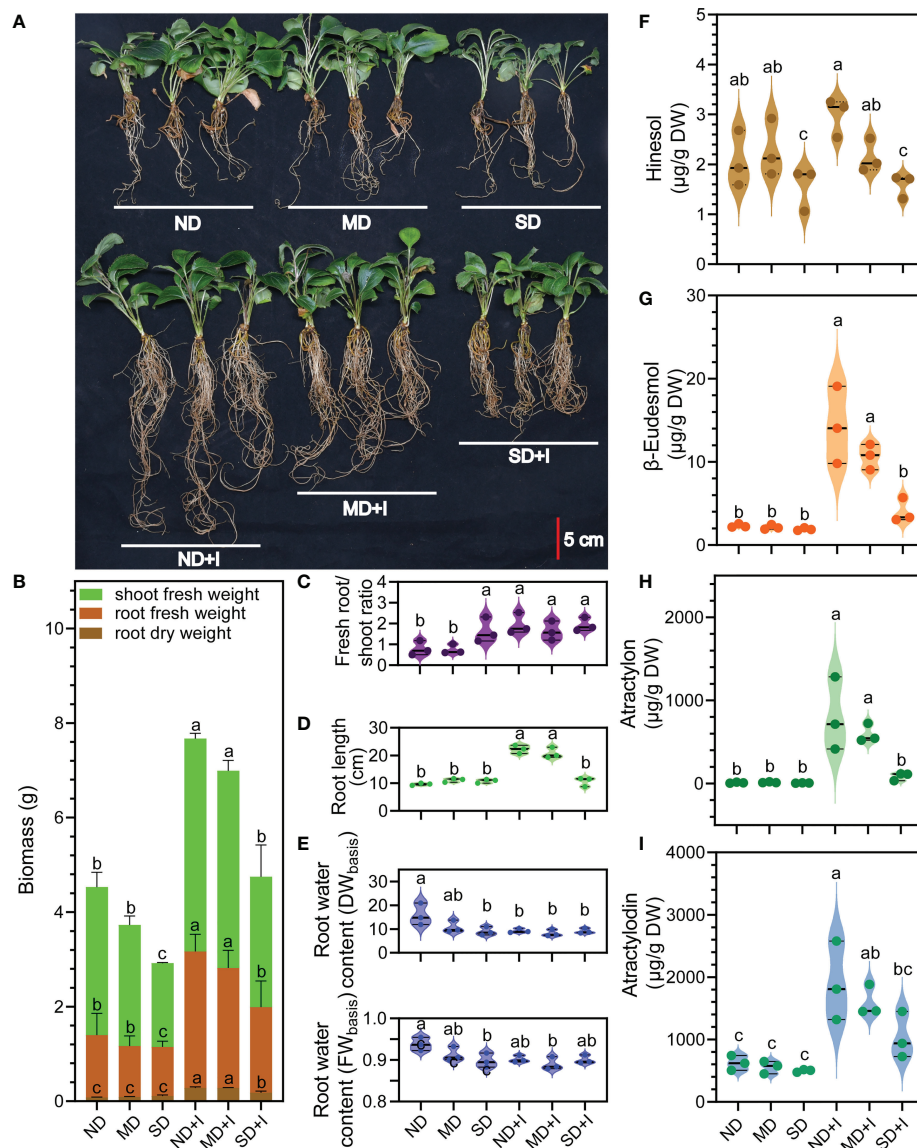 A
ND
MD
SD
ND+I
MD+I
SD+I
5 cm
B
shoot fresh weight
root fresh weight
root dry weight
Biomass (g)
10
8
6
4
2
0
b
b
c
a
a
b
b
b
b
a
a
b
c
c
c
a
a
b
ND
MD
SD
ND+I
MD+I
SD+I
C
Fresh root/
shoot ratio
4
3
2
1
0
b
b
a
a
a
a
D
Root length
(cm)
30
20
10
0
b
b
b
a
a
b
E
Root water
content (DWbasis)
30
20
10
0
a
ab
b
b
b
b
Root water
content (FWbasis)
1.0
0.9
0.8
a
ab
b
ab
b
ab
ND
MD
SD
ND+I
MD+I
SD+I
F
Hinesol
(µg/g DW)
5
4
3
2
1
0
ab
ab
c
a
ab
c
G
β-Eudesmol
(µg/g DW)
30
20
10
0
b
b
b
a
a
b
H
Atractylon
(µg/g DW)
2000
1000
0
b
b
b
a
a
b
I
Atractylodin
(µg/g DW)
4000
3000
2000
1000
0
c
c
c
a
ab
bc
ND
MD
SD
ND+I
MD+I
SD+I